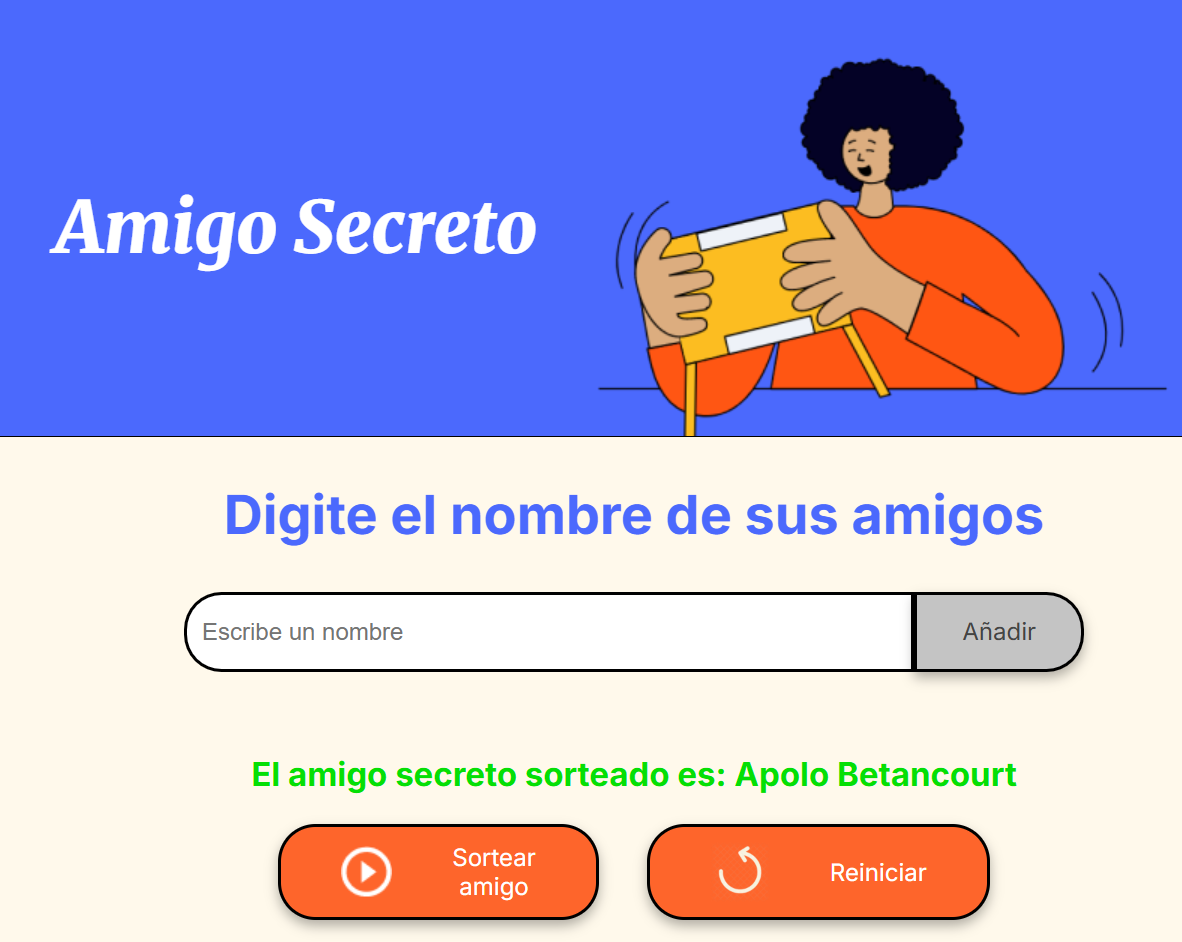 Amigo Secreto
Digite el nombre de sus amigos
Escribe un nombre
Añadir
El amigo secreto sorteado es: Apolo Betancourt
Sortear
amigo
Reiniciar